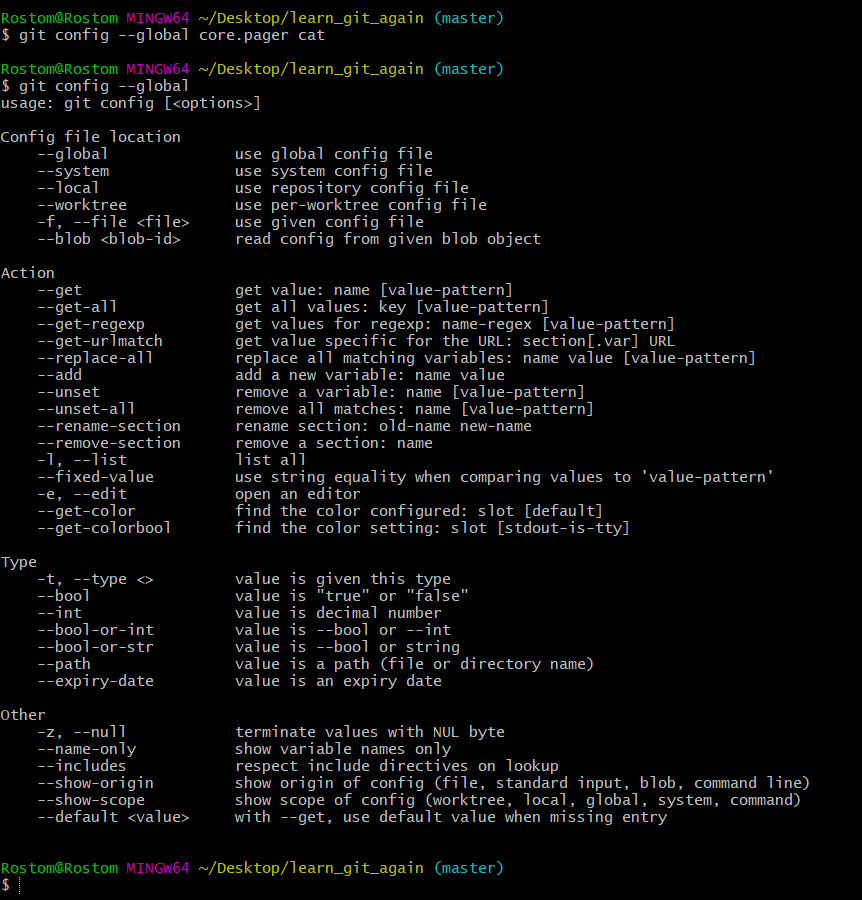 Rostom@Rostom MINGW64 ~/Desktop/learn_git_again (master)
$ git config --global core.pager cat

Rostom@Rostom MINGW64 ~/Desktop/learn_git_again (master)
$ git config --global
usage: git config [<options>]

Config file location
    --global              use global config file
    --system              use system config file
    --local               use repository config file
    --worktree            use per-worktree config file
    -f, --file <file>     use given config file
    --blob <blob-id>      read config from given blob object

Action
    --get                 get value: name [value-pattern]
    --get-all             get all values: key [value-pattern]
    --get-regexp          get values for regexp: name-regex [value-pattern]
    --get-urlmatch        get value specific for the URL: section[.var] URL
    --replace-all         replace all matching variables: name value [value-pattern]
    --add                 add a new variable: name value
    --unset               remove a variable: name [value-pattern]
    --unset-all           remove all matches: name [value-pattern]
    --rename-section      rename section: old-name new-name
    --remove-section      remove a section: name
    -l, --list            list all
    --fixed-value         use string equality when comparing values to 'value-pattern'
    -e, --edit            open an editor
    --get-color           find the color configured: slot [default]
    --get-colorbool       find the color setting: slot [stdout-is-tty]

Type
    -t, --type <>         value is given this type
    --bool                value is "true" or "false"
    --int                 value is decimal number
    --bool-or-int         value is --bool or --int
    --bool-or-str         value is --bool or string
    --path                value is a path (file or directory name)
    --expiry-date         value is an expiry date

Other
    -z, --null            terminate values with NUL byte
    --name-only           show variable names only
    --includes            respect include directives on lookup
    --show-origin         show origin of config (file, standard input, blob, command line)
    --show-scope          show scope of config (worktree, local, global, system, command)
    --default <value>     with --get, use default value when missing entry

Rostom@Rostom MINGW64 ~/Desktop/learn_git_again (master)
$